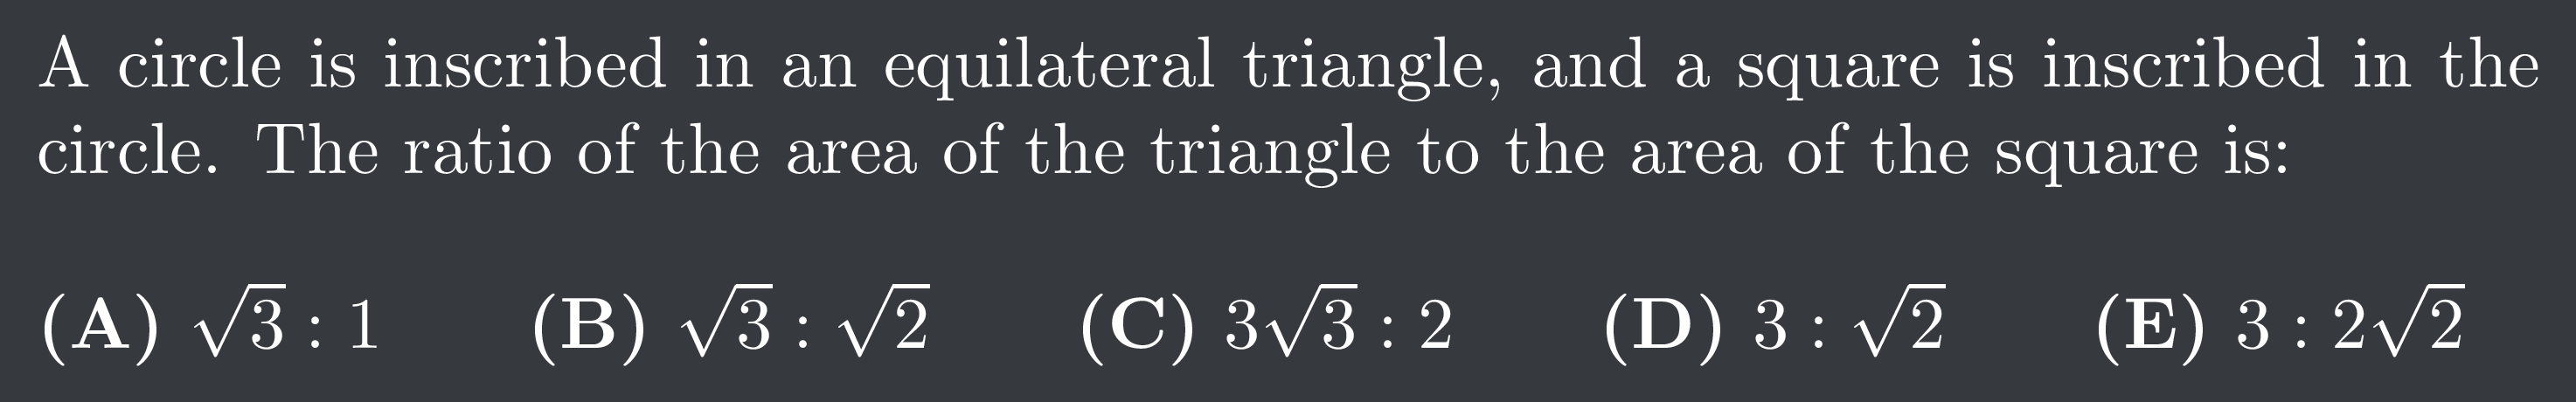 A circle is inscribed in an equilateral triangle, and a square is inscribed in the
circle. The ratio of the area of the triangle to the area of the square is:
(A) √3 : 1 (B) √3 : √2 (C) 3√3 : 2 (D) 3 : √2 (E) 3 : 2√2